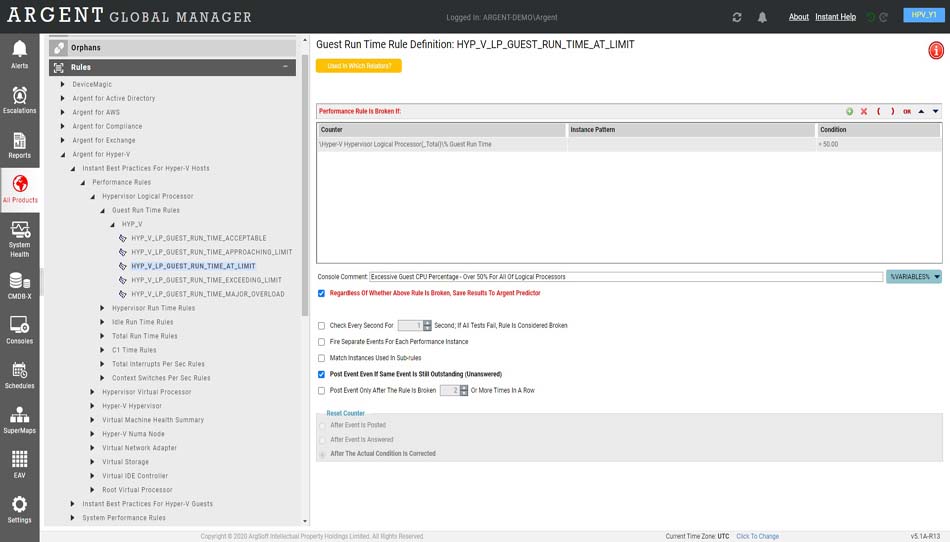 ARGENT GLOBAL MANAGER
Logged In: ARGENT-DEMO\Argent
About
Instant Help
HPV_Y1
Alerts
Escalations
Reports
All Products
System
Health
CMDB-X
Consoles
Schedules
SuperMaps
EAV
Settings
Orphans
Rules
DeviceMagic
Argent for Active Directory
Argent for AWS
Argent for Compliance
Argent for Exchange
Argent for Hyper-V
Instant Best Practices For Hyper-V Hosts
Performance Rules
Hypervisor Logical Processor
Guest Run Time Rules
HYP_V
HYP_V_LP_GUEST_RUN_TIME_ACCEPTABLE
HYP_V_LP_GUEST_RUN_TIME_APPROACHING_LIMIT
HYP_V_LP_GUEST_RUN_TIME_AT_LIMIT
HYP_V_LP_GUEST_RUN_TIME_EXCEEDING_LIMIT
HYP_V_LP_GUEST_RUN_TIME_MAJOR_OVERLOAD
Hypervisor Run Time Rules
Idle Run Time Rules
Total Run Time Rules
C1 Time Rules
Total Interrupts Per Sec Rules
Context Switches Per Sec Rules
Hypervisor Virtual Processor
Hyper-V Hypervisor
Virtual Machine Health Summary
Hyper-V Numa Node
Virtual Network Adapter
Virtual Storage
Virtual IDE Controller
Root Virtual Processor
Instant Best Practices For Hyper-V Guests
System Performance Rules
Guest Run Time Rule Definition: HYP_V_LP_GUEST_RUN_TIME_AT_LIMIT
Used In Which Relators?
Performance Rule Is Broken If:
( ) OR
Counter Instance Pattern Condition
\Hyper-V Hypervisor Logical Processor(_Total)\% Guest Run Time = 50.00
Console Comment: Excessive Guest CPU Percentage - Over 50% For All Of Logical Processors %VARIABLES%
Regardless Of Whether Above Rule Is Broken, Save Results To Argent Predictor
Check Every Second For 1 Second; If All Tests Fail, Rule Is Considered Broken
Fire Separate Events For Each Performance Instance
Match Instances Used In Sub-rules
Post Event Even If Same Event Is Still Outstanding (Unanswered)
Post Event Only After The Rule Is Broken 2 Or More Times In A Row
Reset Counter
After Event Is Posted
After Event Is Answered
After The Actual Condition Is Corrected
Copyright © 2020 ArgSoft Intellectual Property Holdings Limited. All Rights Reserved.
Current Time Zone: UTC
Click To Change
v5.1A-R13